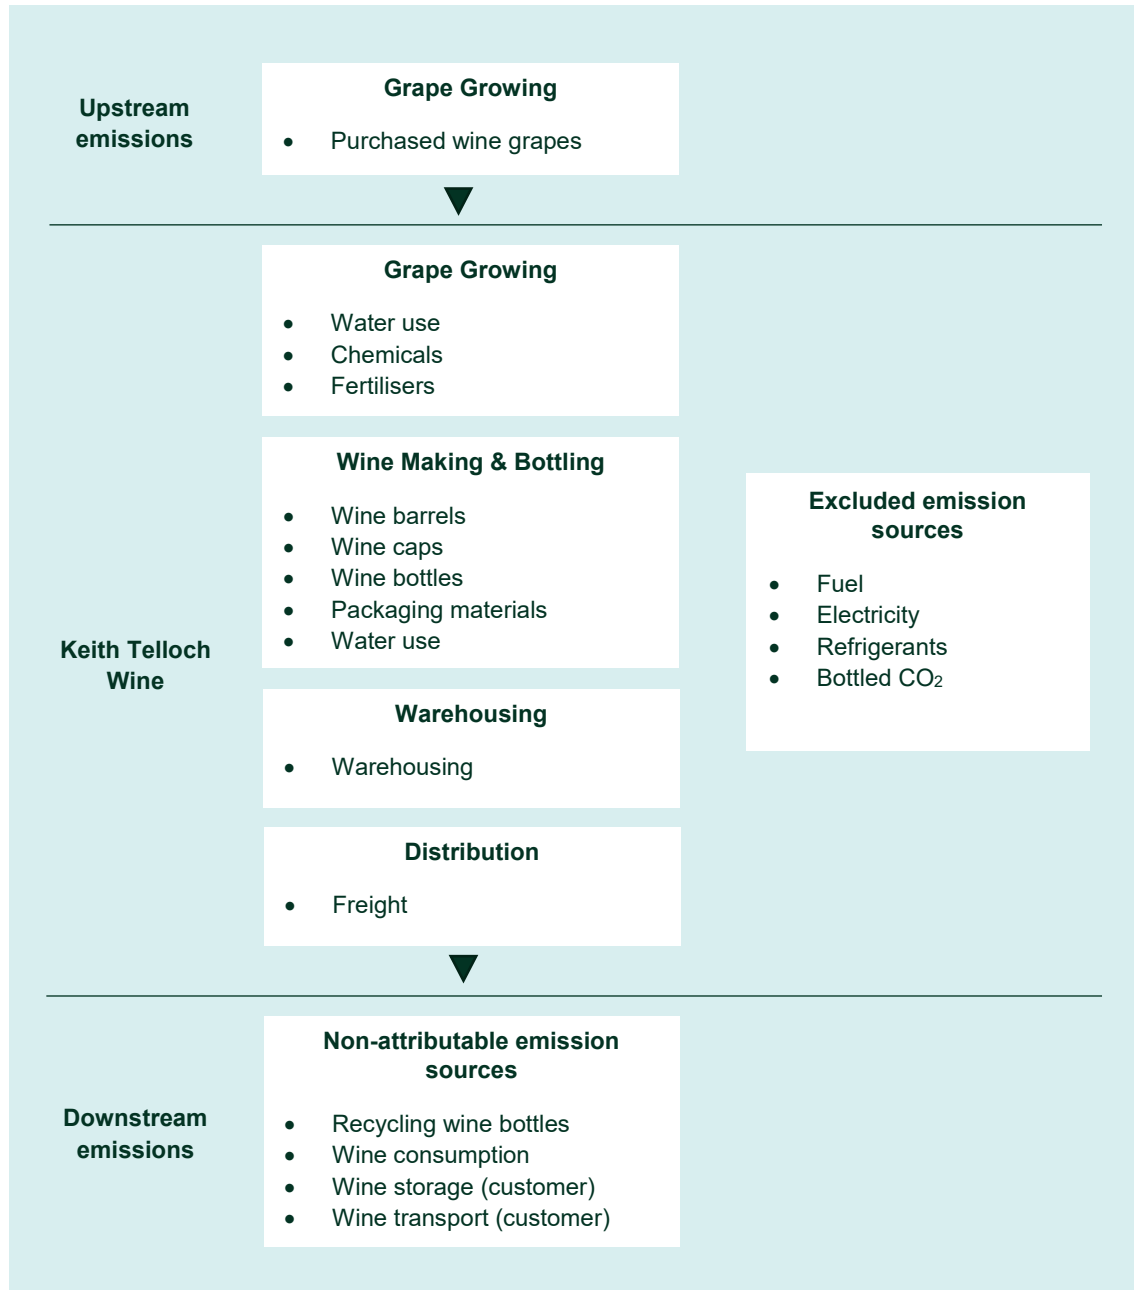 Upstream
emissions
Grape Growing
• Purchased wine grapes
Keith Telloch
Wine
Grape Growing
• Water use
• Chemicals
• Fertilisers
Wine Making & Bottling
• Wine barrels
• Wine caps
• Wine bottles
• Packaging materials
• Water use
Warehousing
• Warehousing
Distribution
• Freight
Excluded emission
sources
• Fuel
• Electricity
• Refrigerants
• Bottled CO₂
Downstream
emissions
Non-attributable emission
sources
• Recycling wine bottles
• Wine consumption
• Wine storage (customer)
• Wine transport (customer)